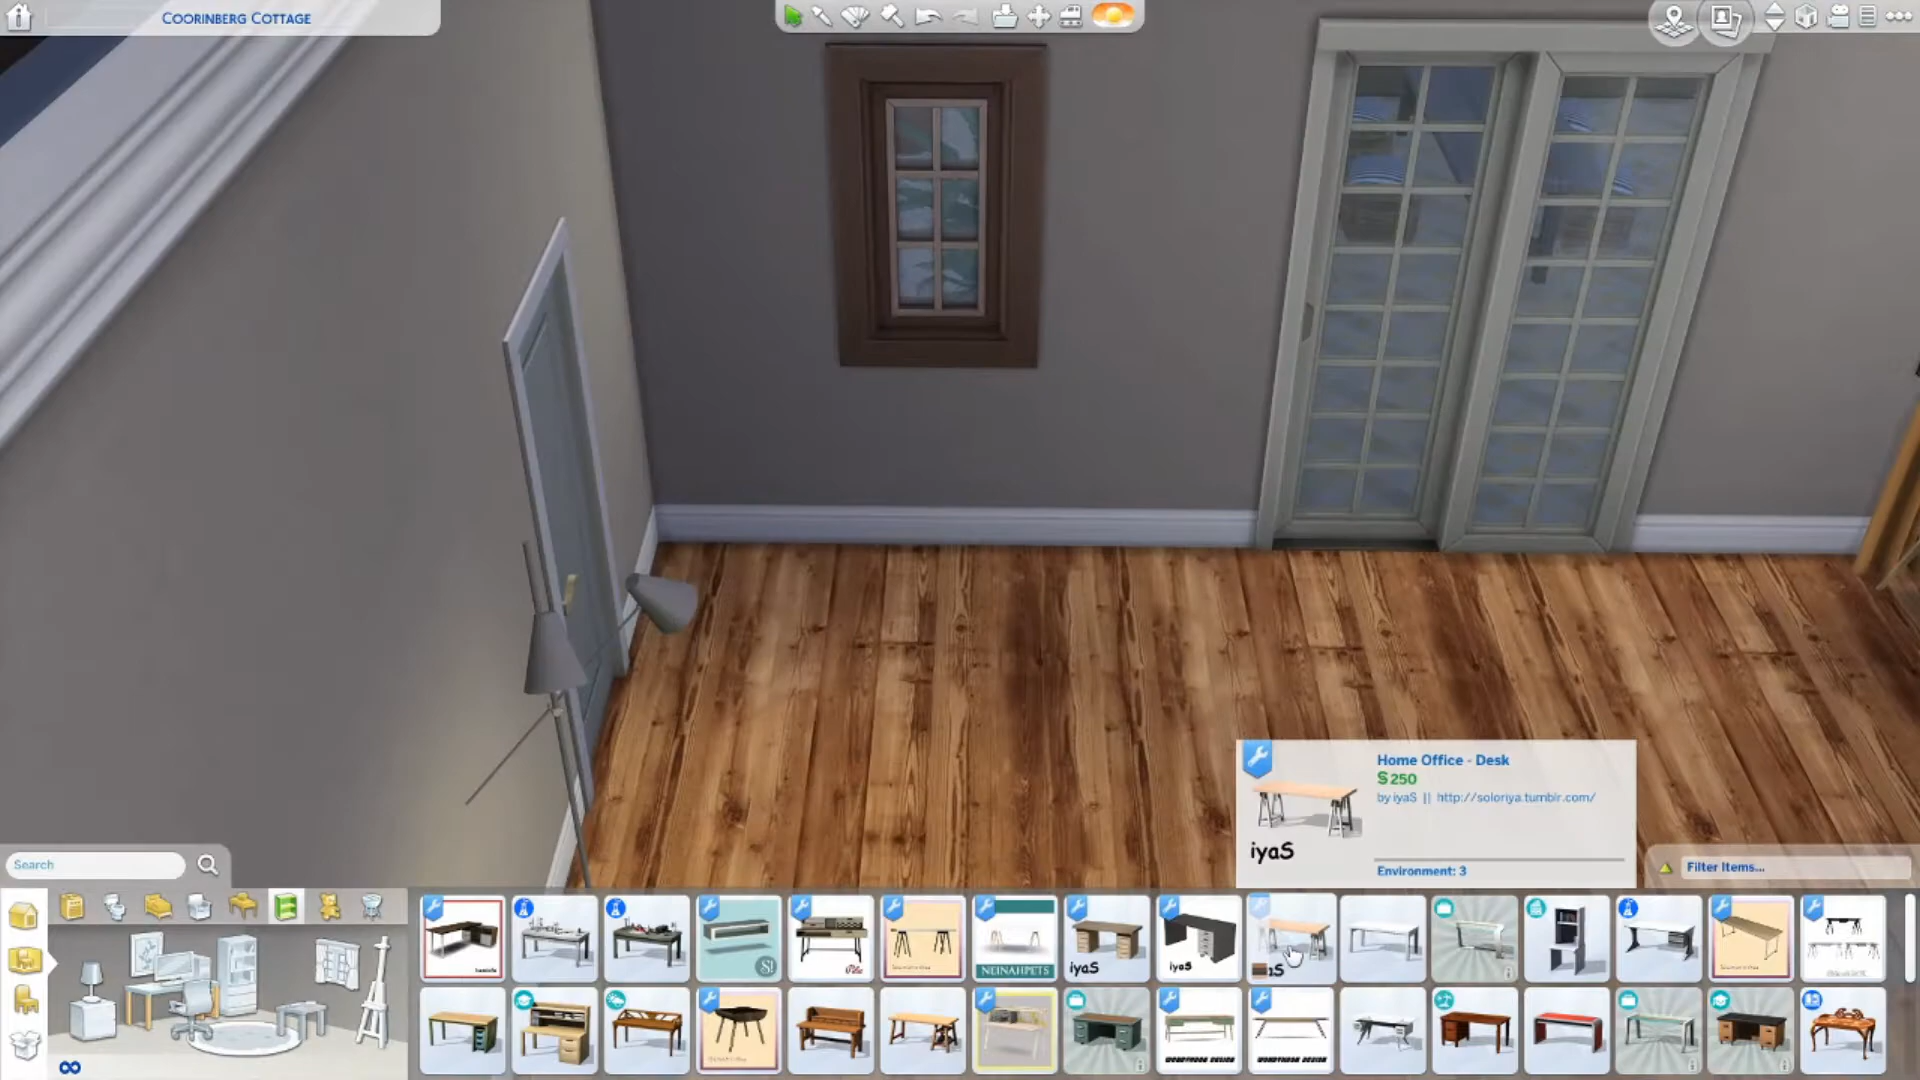 Coorinberg Cottage
Home Office - Desk
§250
by iyaS || http://soloriya.tumblr.com/
iyaS
Environment: 3
Search
Filter Items...
S!
NEINAHPETS
iyaS
iyaS
aS